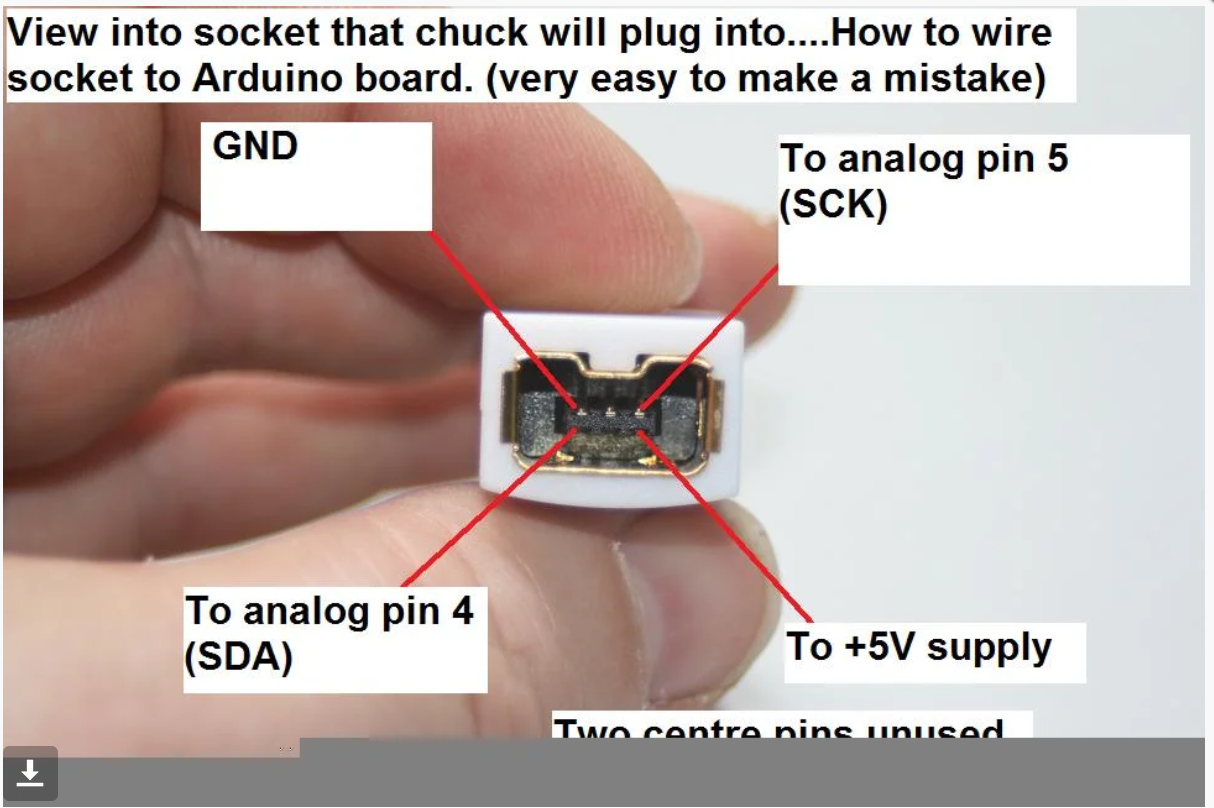 View into socket that chuck will plug into....How to wire
socket to Arduino board. (very easy to make a mistake)
GND
To analog pin 5
(SCK)
To analog pin 4
(SDA)
To +5V supply
Two centre pins unused